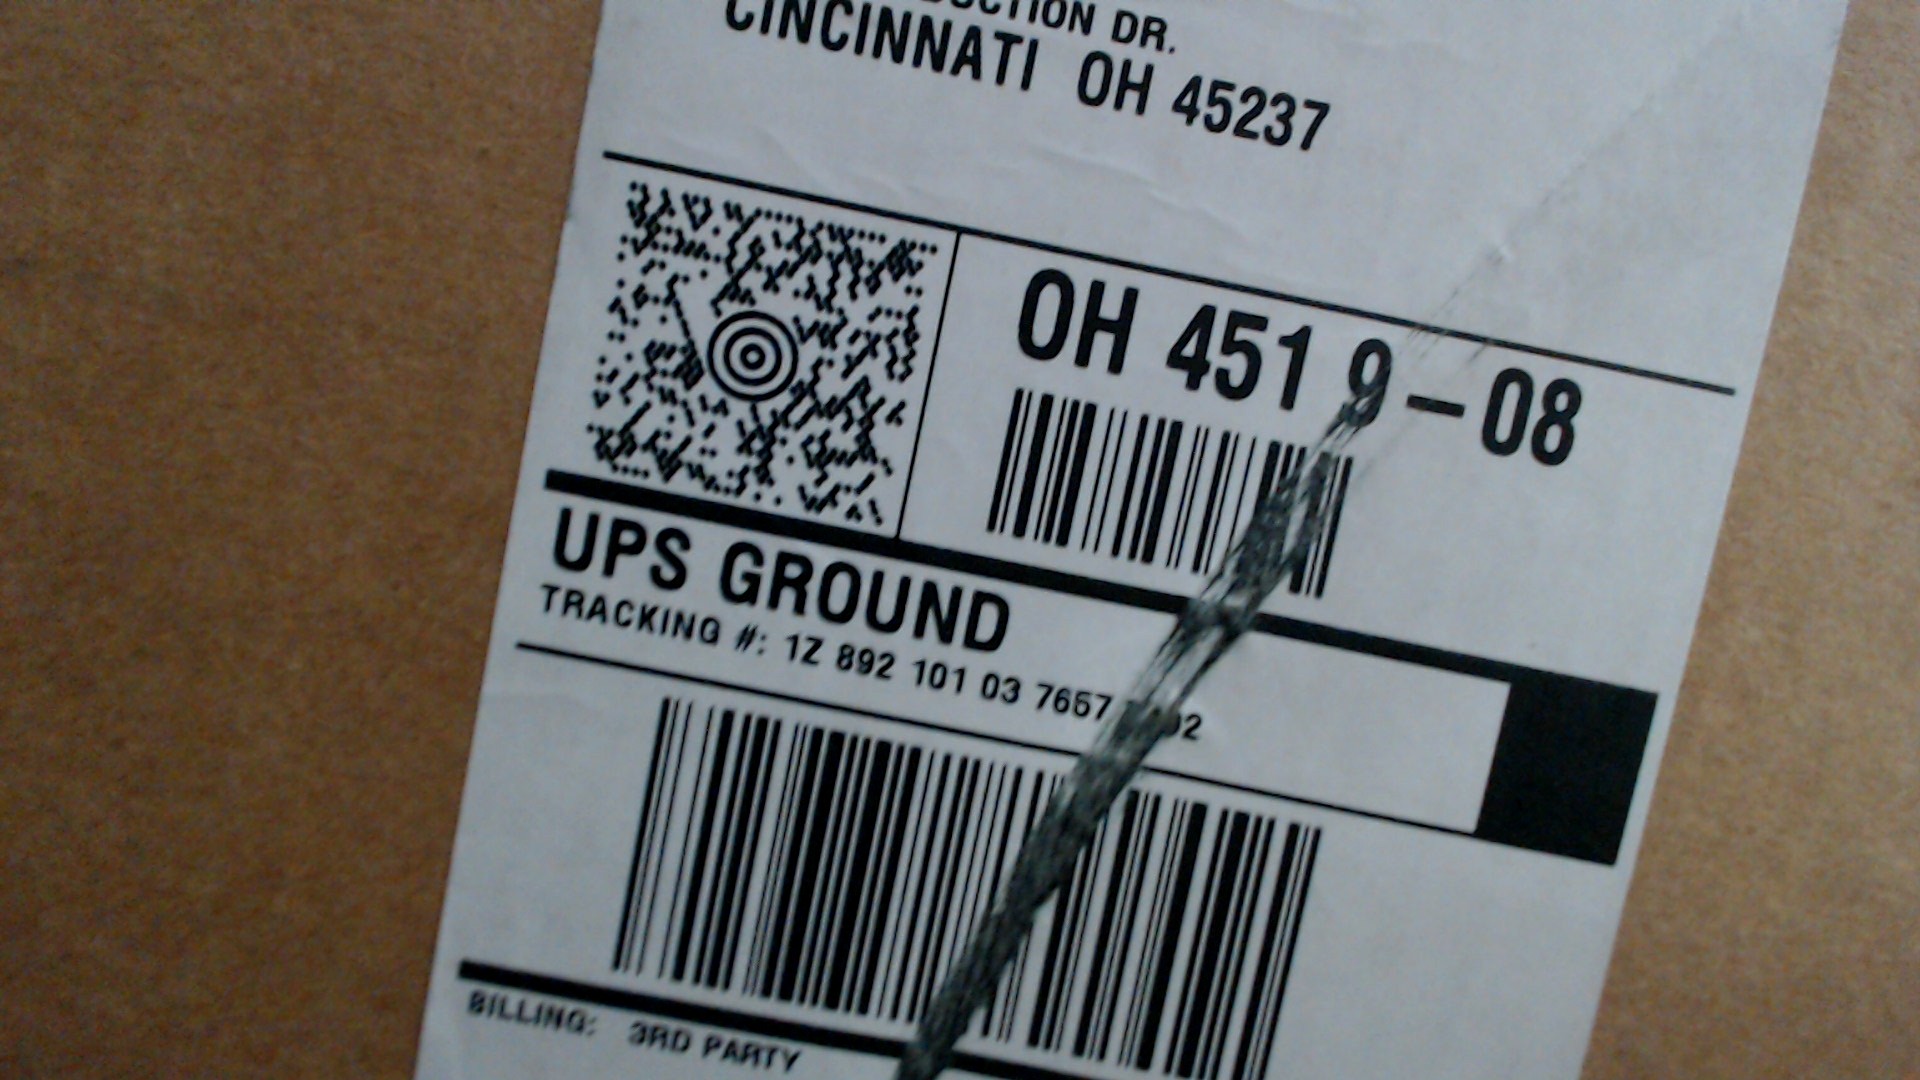 CINCINNATI OH 45237
OH 451 9-08
UPS GROUND
TRACKING #: 1Z 892 101 03 7657
BILLING: 3RD PARTY